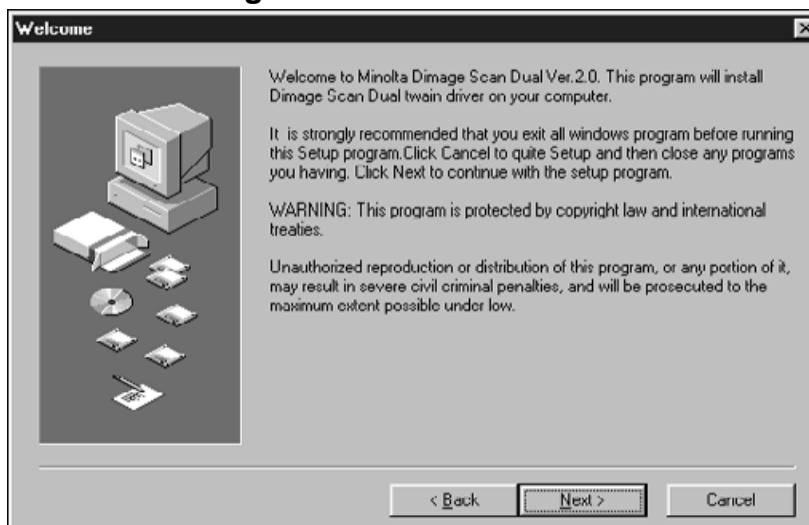 Welcome
Welcome to Minolta Dimage Scan Dual Ver.2.0. This program will install
Dimage Scan Dual twain driver on your computer.
It is strongly recommended that you exit all windows program before running
this Setup program.Click Cancel to quite Setup and then close any programs
you having. Click Next to continue with the setup program.
WARNING: This program is protected by copyright law and international
treaties.
Unauthorized reproduction or distribution of this program, or any portion of it,
may result in severe civil criminal penalties, and will be prosecuted to the
maximum extent possible under low.
< Back
Next >
Cancel